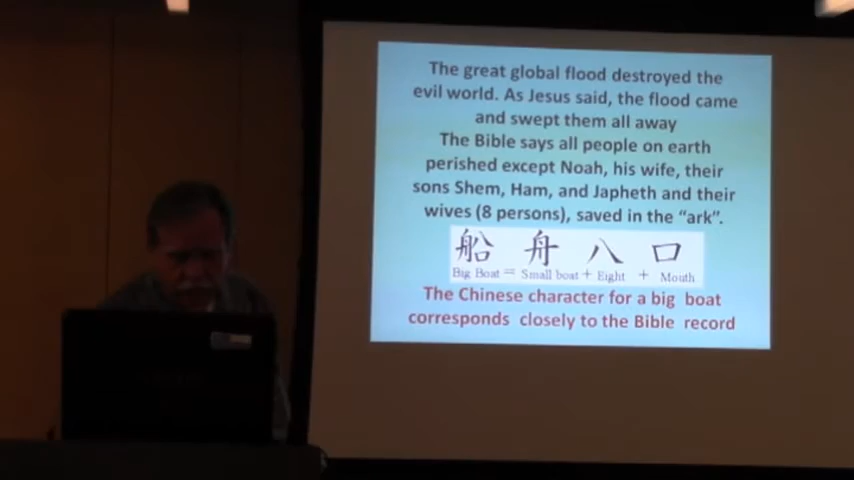 The great global flood destroyed the
evil world. As Jesus said, the flood came
and swept them all away
The Bible says all people on earth
perished except Noah, his wife, their
sons Shem, Ham, and Japheth and their
wives (8 persons), saved in the “ark”.
船 舟 八 口
Big Boat = Small boat + Eight + Mouth
The Chinese character for a big boat
corresponds closely to the Bible record